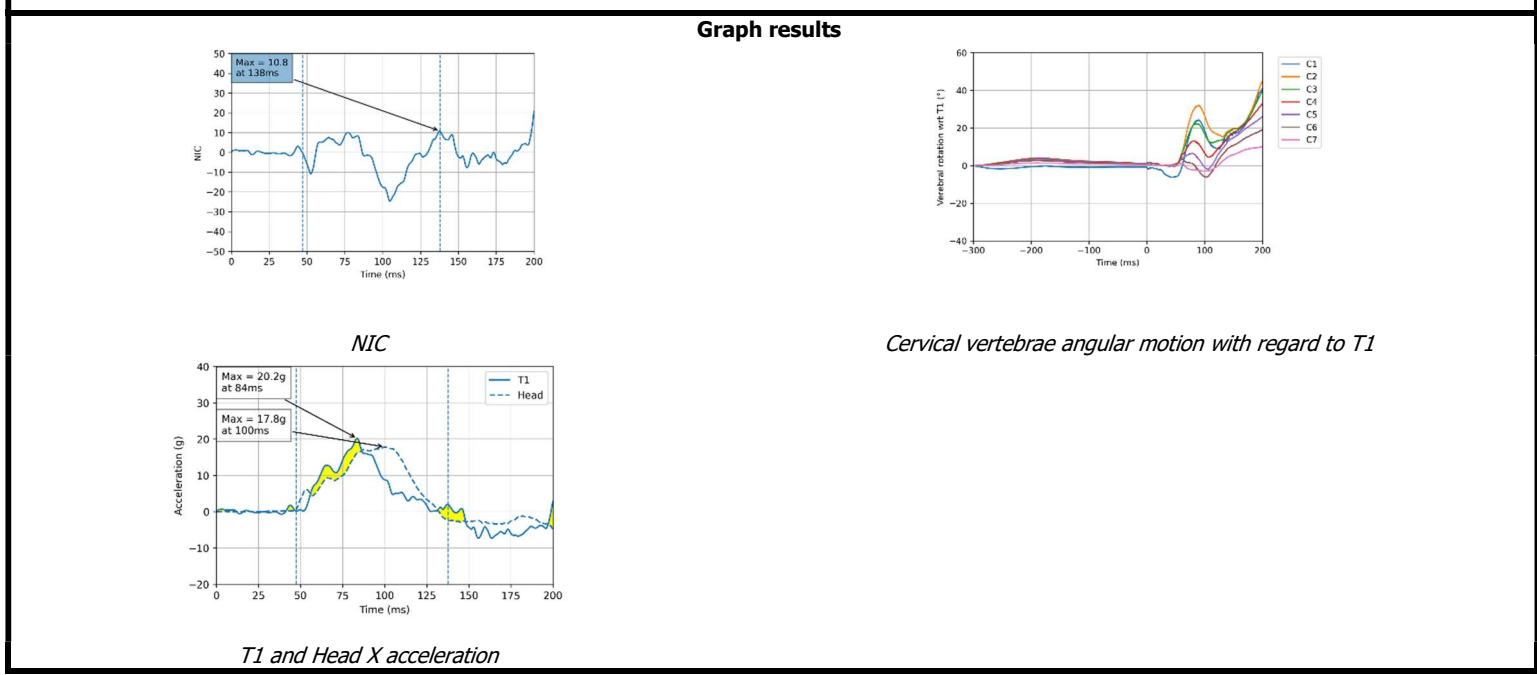 Graph results
Max = 10.8
at 138ms
50
40
30
20
10
0
−10
−20
−30
−40
−50
NIC
0 25 50 75 100 125 150 175 200
Time (ms)
NIC
60
40
20
0
−20
−40
Verebral rotation wrt T1 (°)
−300 −200 −100 0 100 200
Time (ms)
C1
C2
C3
C4
C5
C6
C7
Cervical vertebrae angular motion with regard to T1
Max = 20.2g
at 84ms
Max = 17.8g
at 100ms
T1
Head
40
30
20
10
0
−10
−20
Acceleration (g)
0 25 50 75 100 125 150 175 200
Time (ms)
T1 and Head X acceleration